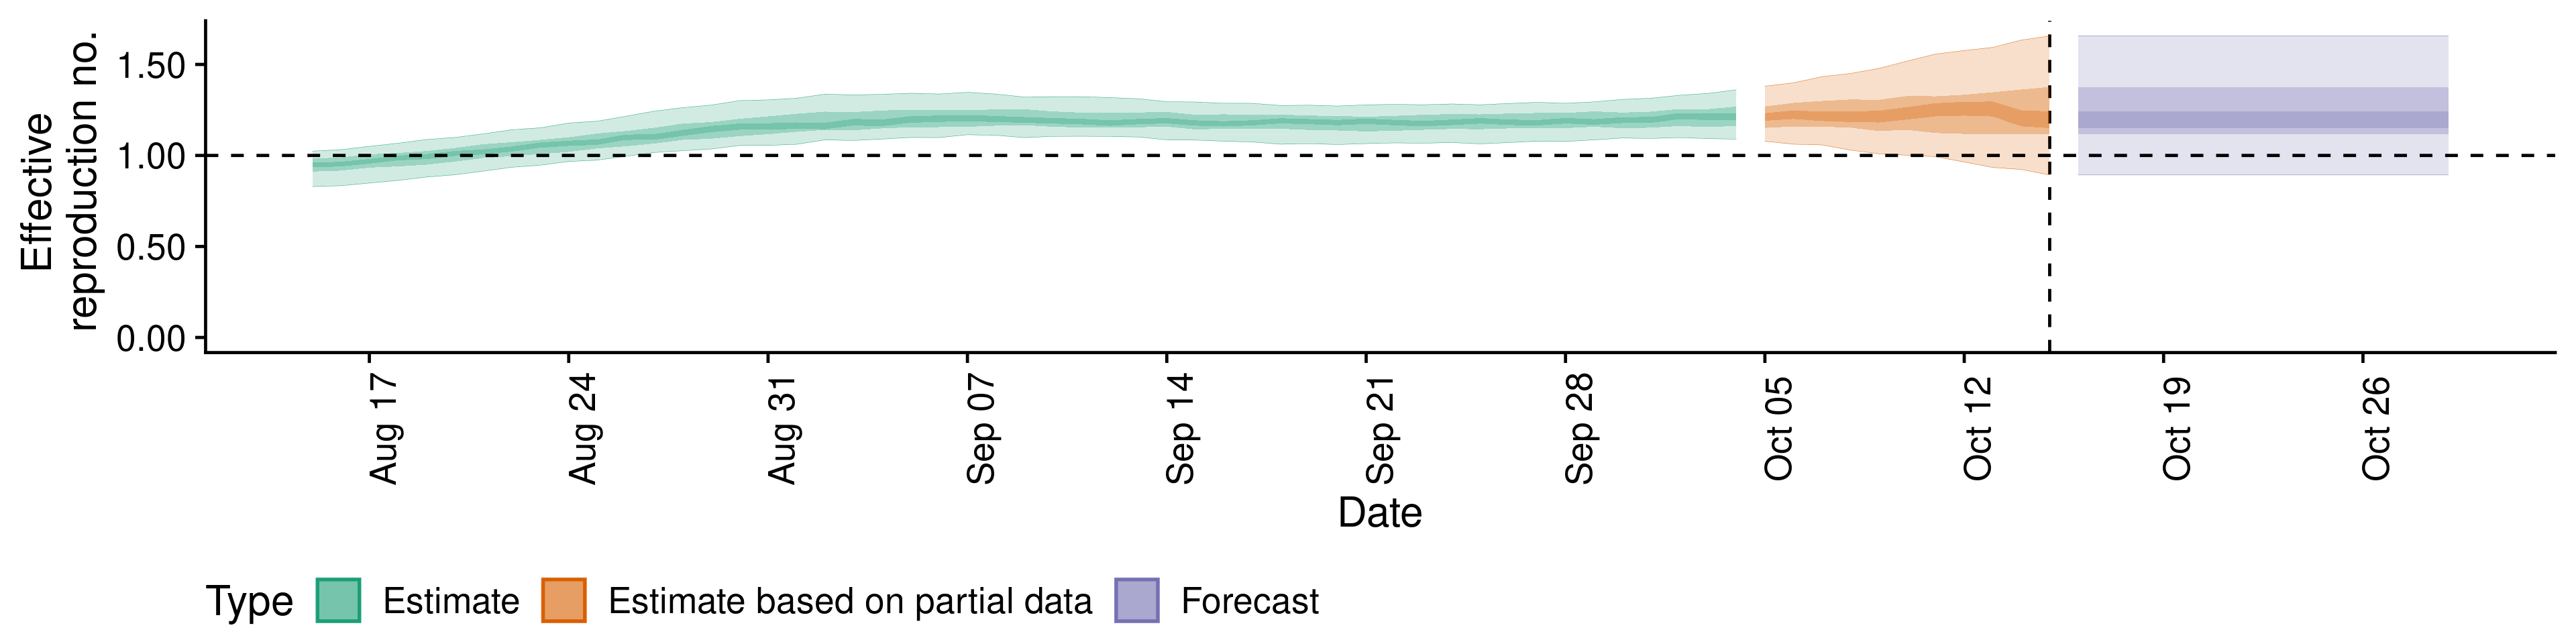 Effective
reproduction no.
1.50
1.00
0.50
0.00
Aug 17
Aug 24
Aug 31
Sep 07
Sep 14
Sep 21
Sep 28
Oct 05
Oct 12
Oct 19
Oct 26
Date
Type Estimate Estimate based on partial data Forecast